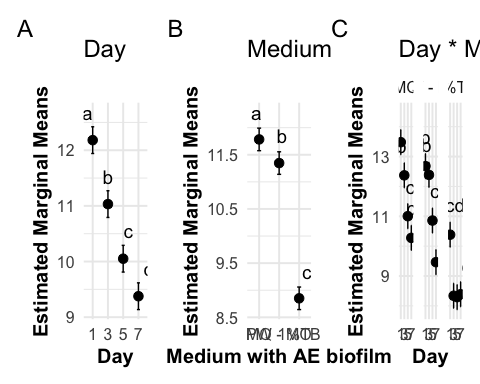 A
B
C
Day
Medium
Day * M
MC
-
%T
a
b
c
a
b
c
b
c
cd
12
11
10
9
11.5
10.5
9.5
8.5
13
11
9
Estimated Marginal Means
Estimated Marginal Means
Estimated Marginal Means
1 3 5 7
Day
Medium with AE biofilm
Day